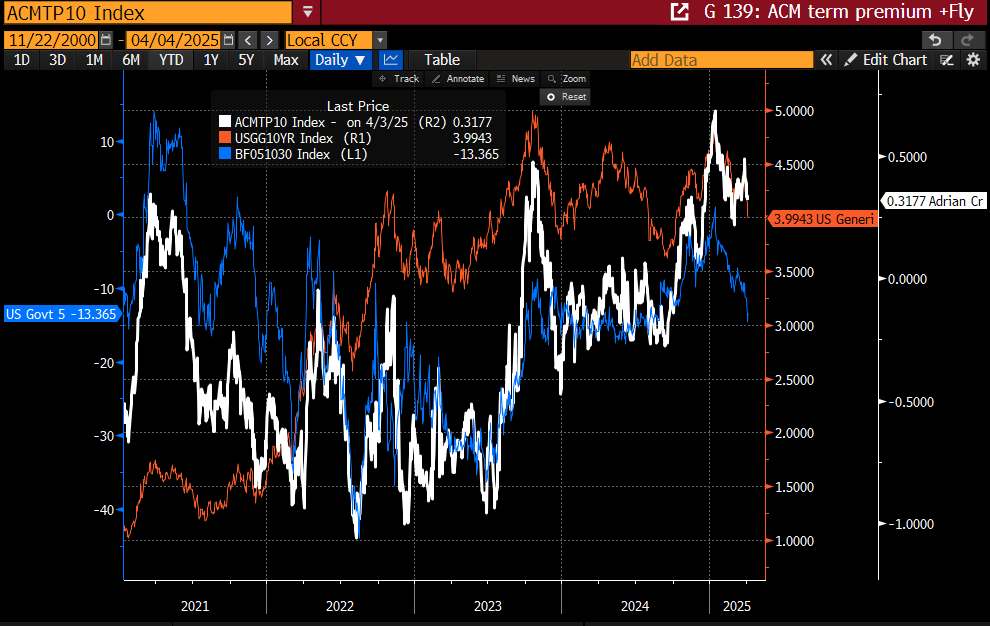 ACMTP10 Index
G 139: ACM term premium +Fly
11/22/2000 - 04/04/2025 < > Local CCY
1D 3D 1M 6M YTD 1Y 5Y Max Daily ▼ Table Add Data « Edit Chart
Track Annotate News Zoom
Reset
Last Price
ACMTP10 Index - on 4/3/25 (R2) 0.3177
USGG10YR Index (R1) 3.9943
BF051030 Index (L1) -13.365
10
0
-10
-20
-30
-40
US Govt 5 -13.365
5.0000
4.5000
3.9943 US Generi
3.5000
3.0000
2.5000
2.0000
1.5000
1.0000
0.5000
0.3177 Adrian Cr
0.0000
-0.5000
-1.0000
2021 2022 2023 2024 2025